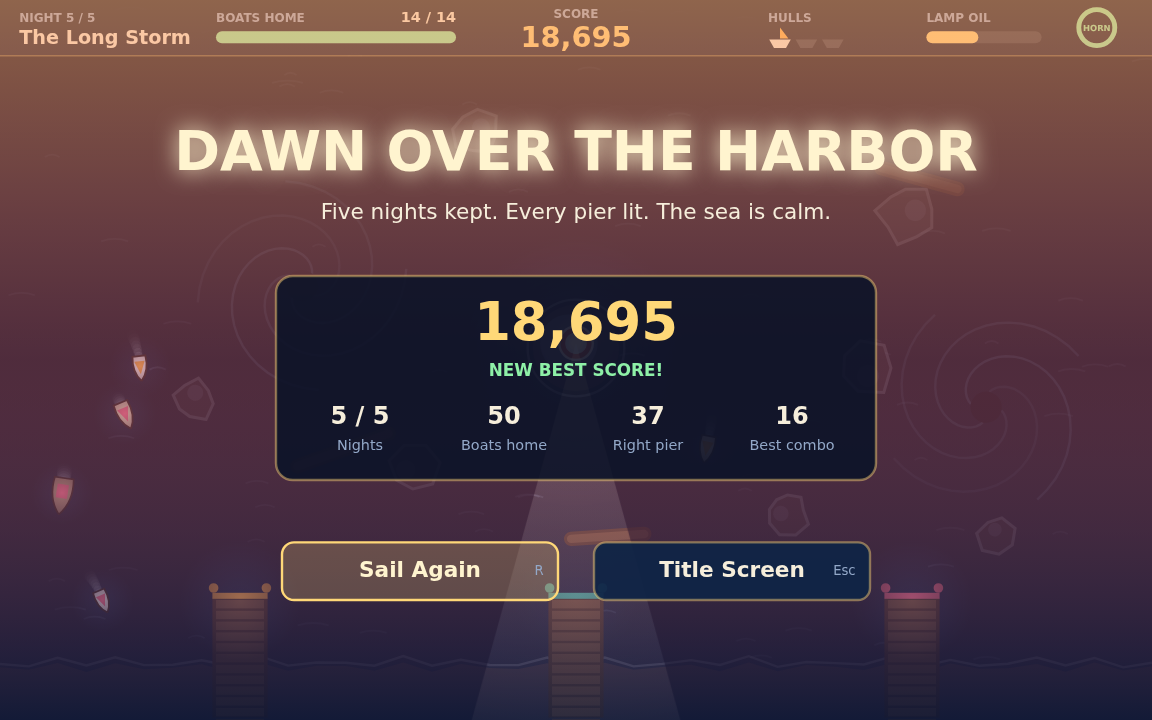 NIGHT 5 / 5
The Long Storm
BOATS HOME 14 / 14
SCORE
18,695
HULLS
LAMP OIL
HORN
DAWN OVER THE HARBOR
Five nights kept. Every pier lit. The sea is calm.
18,695
NEW BEST SCORE!
5 / 5 50 37 16
Nights Boats home Right pier Best combo
Sail Again R
Title Screen Esc